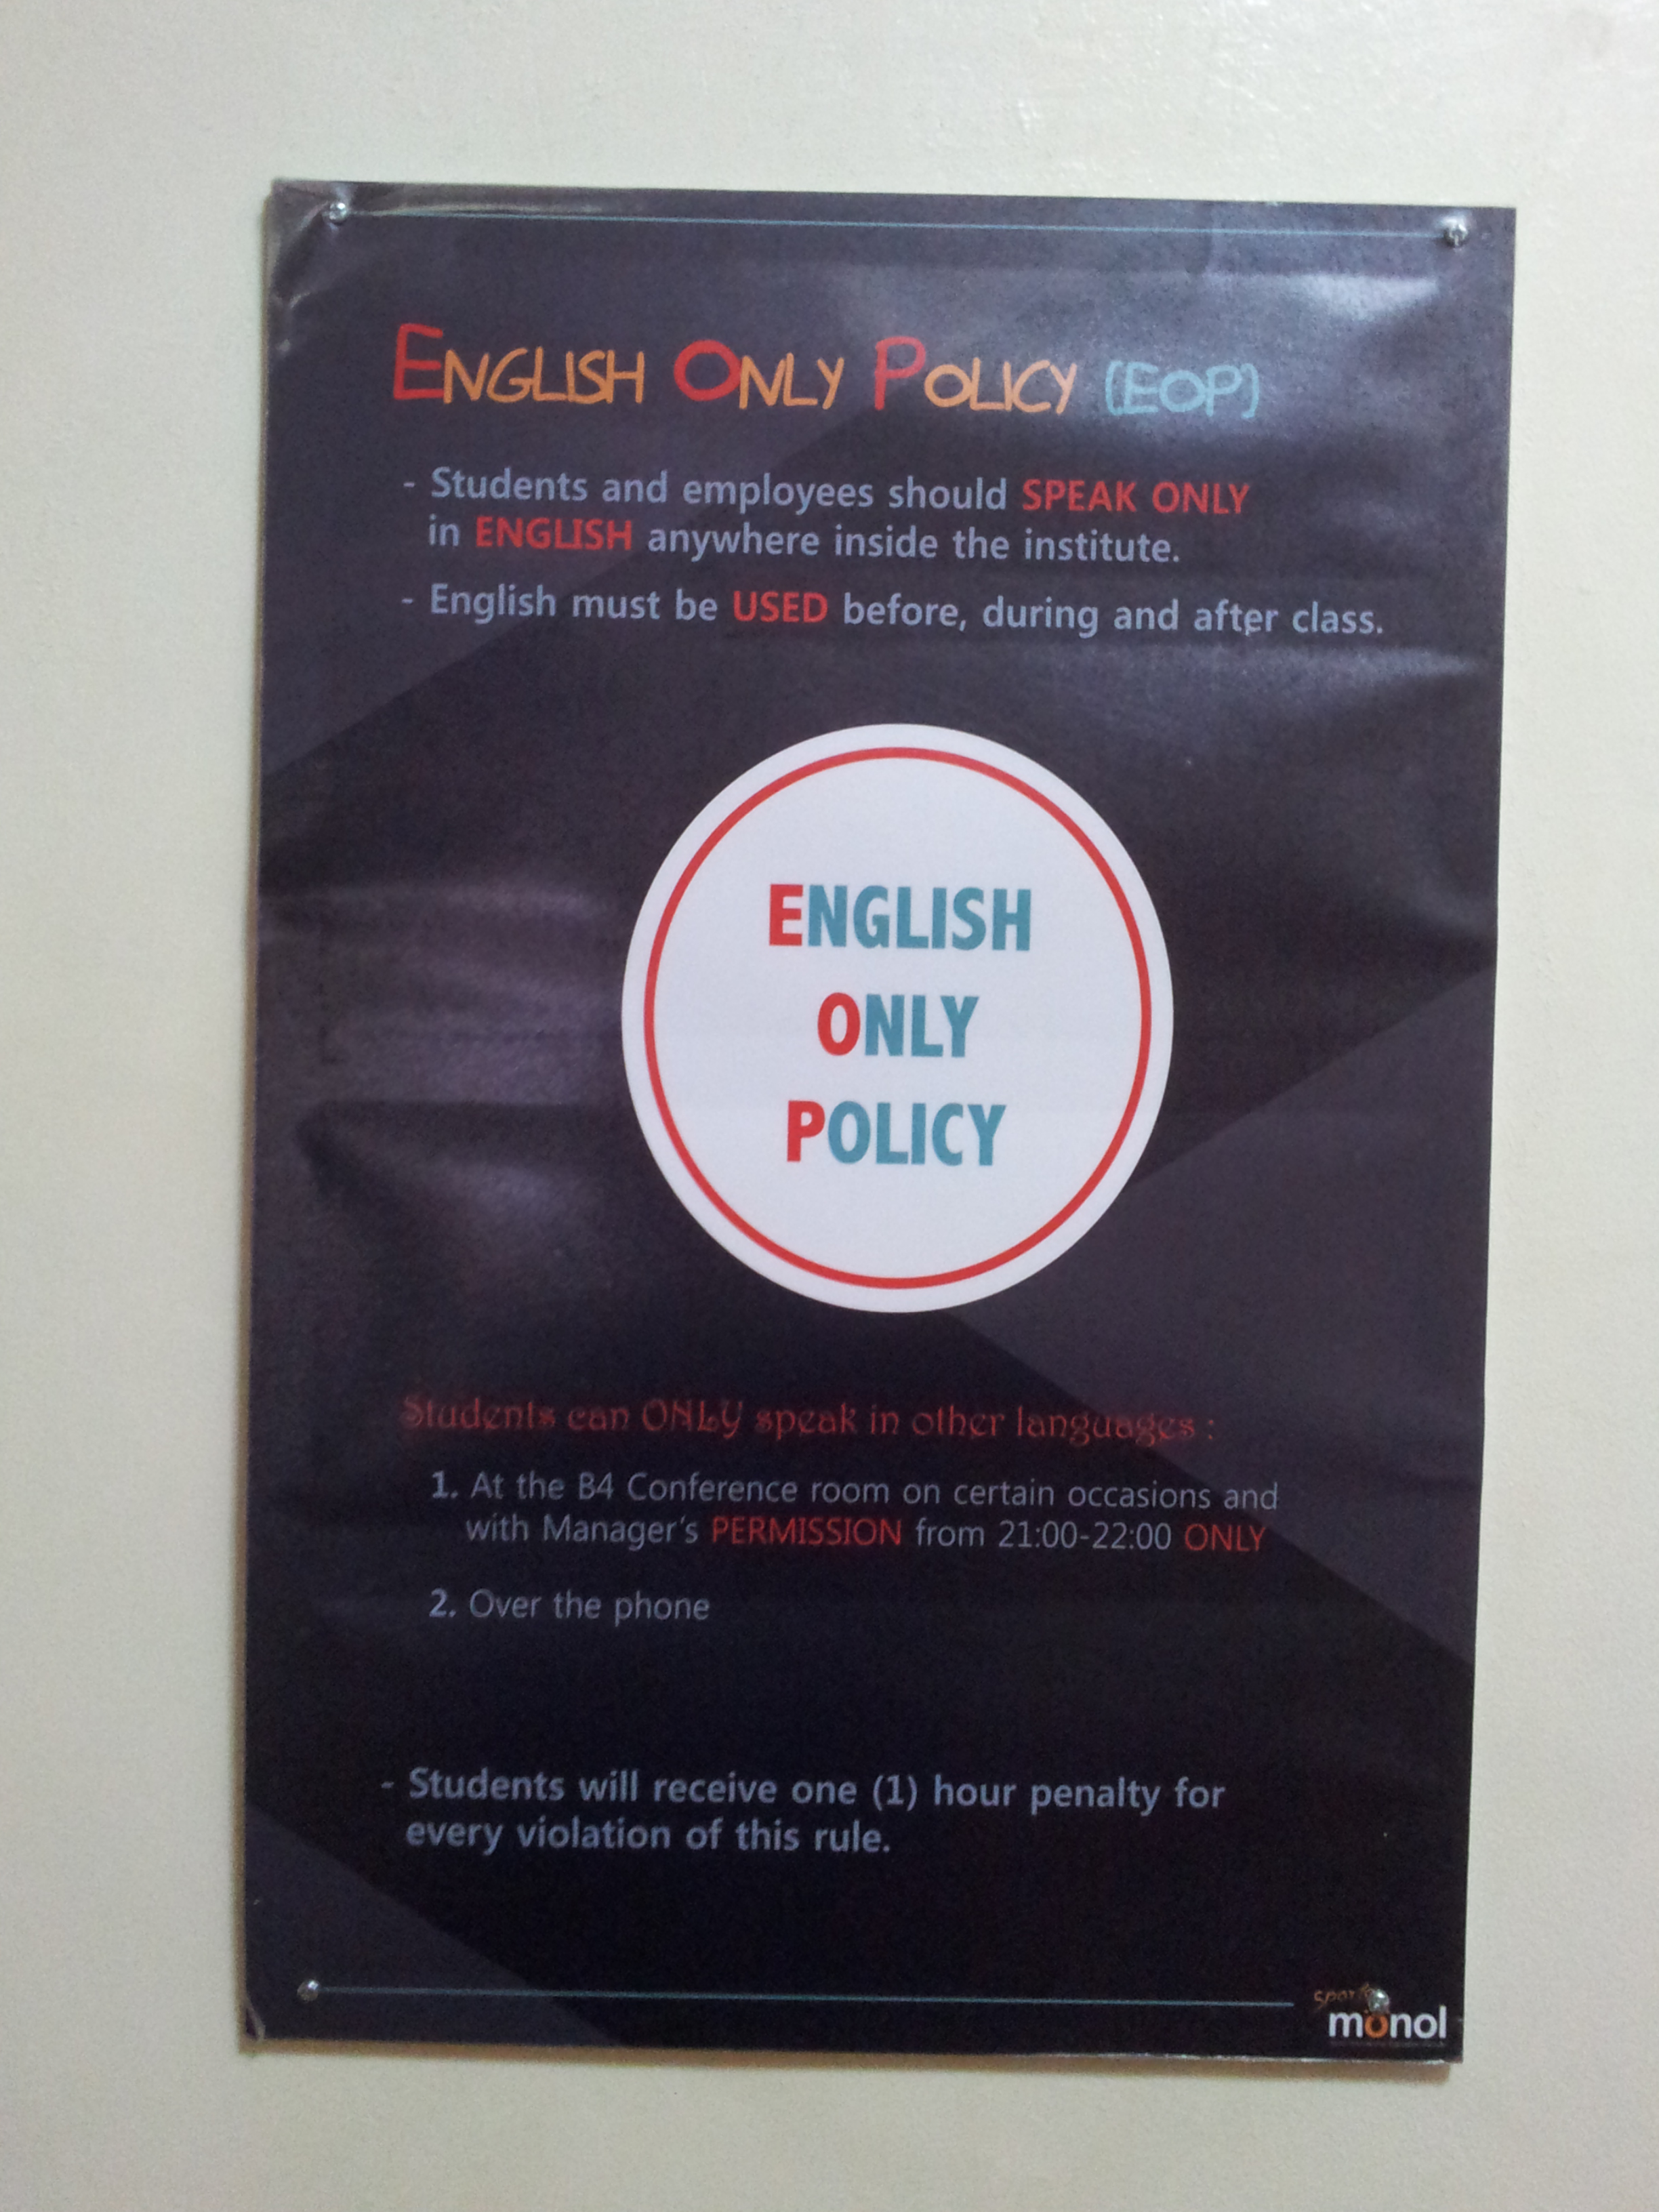 ENGLISH ONLY POLICY (EOP)
- Students and employees should SPEAK ONLY
in ENGLISH anywhere inside the institute.
- English must be USED before, during and after class.
ENGLISH
ONLY
POLICY
Students can ONLY speak in other languages :
1. At the B4 Conference room on certain occasions and
with Manager's PERMISSION from 21:00-22:00 ONLY
2. Over the phone
- Students will receive one (1) hour penalty for
every violation of this rule.
monol